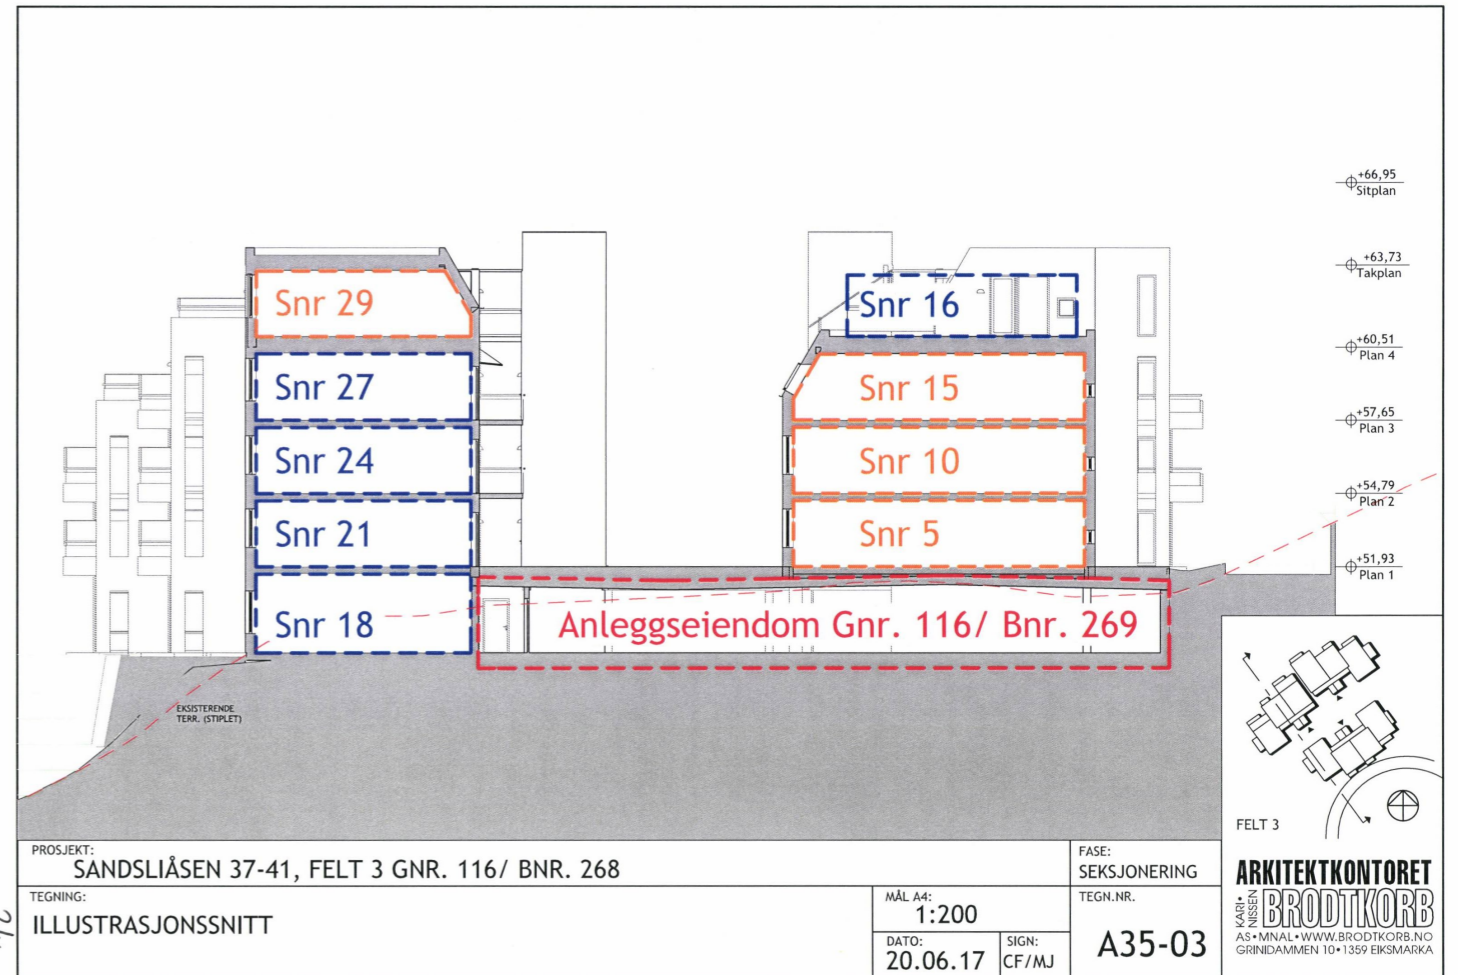 +66,95
Sitplan
+63,73
Takplan
Snr 29
Snr 16
+60,51
Plan 4
Snr 27
Snr 15
+57,65
Plan 3
Snr 24
Snr 10
+54,79
Plan 2
Snr 21
Snr 5
+51,93
Plan 1
Snr 18
Anleggseiendom Gnr. 116/ Bnr. 269
EKSISTERENDE
TERR. (STIPLET)
FELT 3
PROSJEKT:
SANDSLIÅSEN 37-41, FELT 3 GNR. 116/ BNR. 268
FASE:
SEKSJONERING
TEGNING:
ILLUSTRASJONSSNITT
MÅL A4:
1:200
DATO:
20.06.17
SIGN:
CF/MJ
TEGN.NR.
A35-03
ARKITEKTKONTORET
KARI•
NISSEN
BRODTKORB
AS•MNAL•WWW.BRODTKORB.NO
GRINIDAMMEN 10•1359 EIKSMARKA